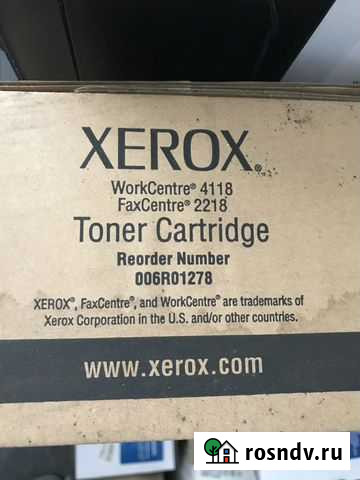 XEROX®
WorkCentre® 4118
FaxCentre® 2218
Toner Cartridge
Reorder Number
006R01278
XEROX®, FaxCentre®, and WorkCentre® are trademarks of
Xerox Corporation in the U.S. and/or other countries.
www.xerox.com
rosndv.ru